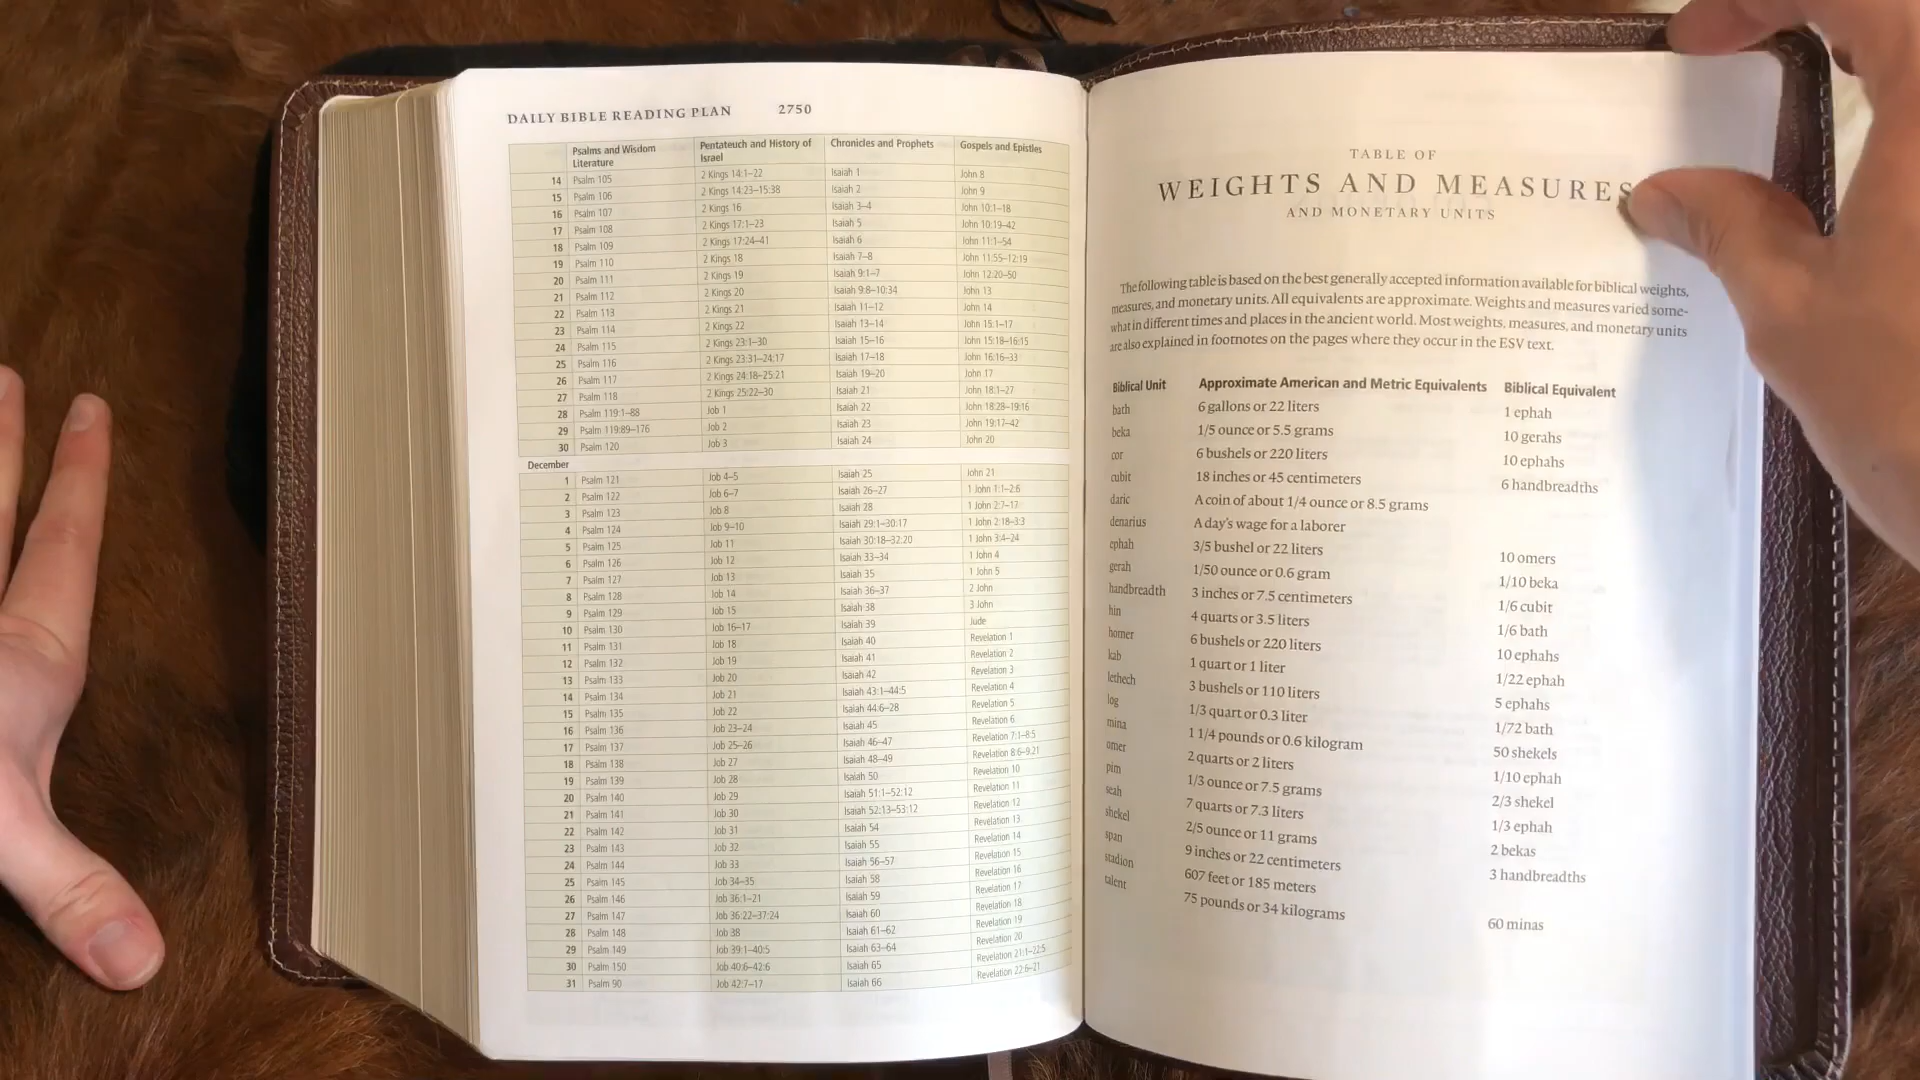 DAILY BIBLE READING PLAN 2750
Psalms and Wisdom Literature Pentateuch and History of Israel Chronicles and Prophets Gospels and Epistles
14 Psalm 105 2 Kings 14:1–22 Isaiah 1 John 8
15 Psalm 106 2 Kings 14:23–15:38 Isaiah 2 John 9
16 Psalm 107 2 Kings 16 Isaiah 3–4 John 10:1–18
17 Psalm 108 2 Kings 17:1–23 Isaiah 5 John 10:19–42
18 Psalm 109 2 Kings 17:24–41 Isaiah 6 John 11:1–54
19 Psalm 110 2 Kings 18 Isaiah 7–8 John 11:55–12:19
20 Psalm 111 2 Kings 19 Isaiah 9:1–7 John 12:20–50
21 Psalm 112 2 Kings 20 Isaiah 9:8–10:34 John 13
22 Psalm 113 2 Kings 21 Isaiah 11–12 John 14
23 Psalm 114 2 Kings 22 Isaiah 13–14 John 15:1–17
24 Psalm 115 2 Kings 23:1–30 Isaiah 15–16 John 15:18–16:15
25 Psalm 116 2 Kings 23:31–24:17 Isaiah 17–18 John 16:16–33
26 Psalm 117 2 Kings 24:18–25:21 Isaiah 19–20 John 17
27 Psalm 118 2 Kings 25:22–30 Isaiah 21 John 18:1–27
28 Psalm 119:1–88 Job 1 Isaiah 22 John 18:28–19:16
29 Psalm 119:89–176 Job 2 Isaiah 23 John 19:17–42
30 Psalm 120 Job 3 Isaiah 24 John 20
December
1 Psalm 121 Job 4–5 Isaiah 25 John 21
2 Psalm 122 Job 6–7 Isaiah 26–27 1 John 1:1–2:6
3 Psalm 123 Job 8 Isaiah 28 1 John 2:7–17
4 Psalm 124 Job 9–10 Isaiah 29:1–30:17 1 John 2:18–3:3
5 Psalm 125 Job 11 Isaiah 30:18–32:20 1 John 3:4–24
6 Psalm 126 Job 12 Isaiah 33–34 1 John 4
7 Psalm 127 Job 13 Isaiah 35 1 John 5
8 Psalm 128 Job 14 Isaiah 36–37 2 John
9 Psalm 129 Job 15 Isaiah 38 3 John
10 Psalm 130 Job 16–17 Isaiah 39 Jude
11 Psalm 131 Job 18 Isaiah 40 Revelation 1
12 Psalm 132 Job 19 Isaiah 41 Revelation 2
13 Psalm 133 Job 20 Isaiah 42 Revelation 3
14 Psalm 134 Job 21 Isaiah 43:1–44:5 Revelation 4
15 Psalm 135 Job 22 Isaiah 44:6–28 Revelation 5
16 Psalm 136 Job 23–24 Isaiah 45 Revelation 6
17 Psalm 137 Job 25–26 Isaiah 46–47 Revelation 7:1–8:5
18 Psalm 138 Job 27 Isaiah 48–49 Revelation 8:6–9:21
19 Psalm 139 Job 28 Isaiah 50 Revelation 10
20 Psalm 140 Job 29 Isaiah 51:1–52:12 Revelation 11
21 Psalm 141 Job 30 Isaiah 52:13–53:12 Revelation 12
22 Psalm 142 Job 31 Isaiah 54 Revelation 13
23 Psalm 143 Job 32 Isaiah 55 Revelation 14
24 Psalm 144 Job 33 Isaiah 56–57 Revelation 15
25 Psalm 145 Job 34–35 Isaiah 58 Revelation 16
26 Psalm 146 Job 36:1–21 Isaiah 59 Revelation 17
27 Psalm 147 Job 36:22–37:24 Isaiah 60 Revelation 18
28 Psalm 148 Job 38 Isaiah 61–62 Revelation 19
29 Psalm 149 Job 39:1–40:5 Isaiah 63–64 Revelation 20
30 Psalm 150 Job 40:6–42:6 Isaiah 65 Revelation 21:1–22:5
31 Psalm 90 Job 42:7–17 Isaiah 66 Revelation 22:6–21
TABLE OF
WEIGHTS AND MEASURES
AND MONETARY UNITS
The following table is based on the best generally accepted information available for biblical weights,
measures, and monetary units. All equivalents are approximate. Weights and measures varied some-
what in different times and places in the ancient world. Most weights, measures, and monetary units
are also explained in footnotes on the pages where they occur in the ESV text.
Biblical Unit Approximate American and Metric Equivalents Biblical Equivalent
bath 6 gallons or 22 liters 1 ephah
beka 1/5 ounce or 5.5 grams 10 gerahs
cor 6 bushels or 220 liters 10 ephahs
cubit 18 inches or 45 centimeters 6 handbreadths
daric A coin of about 1/4 ounce or 8.5 grams
denarius A day's wage for a laborer
ephah 3/5 bushel or 22 liters 10 omers
gerah 1/50 ounce or 0.6 gram 1/10 beka
handbreadth 3 inches or 7.5 centimeters 1/6 cubit
hin 4 quarts or 3.5 liters 1/6 bath
homer 6 bushels or 220 liters 10 ephahs
kab 1 quart or 1 liter 1/22 ephah
lethech 3 bushels or 110 liters 5 ephahs
log 1/3 quart or 0.3 liter 1/72 bath
mina 1 1/4 pounds or 0.6 kilogram 50 shekels
omer 2 quarts or 2 liters 1/10 ephah
pim 1/3 ounce or 7.5 grams 2/3 shekel
seah 7 quarts or 7.3 liters 1/3 ephah
shekel 2/5 ounce or 11 grams 2 bekas
span 9 inches or 22 centimeters 3 handbreadths
stadion 607 feet or 185 meters
talent 75 pounds or 34 kilograms 60 minas